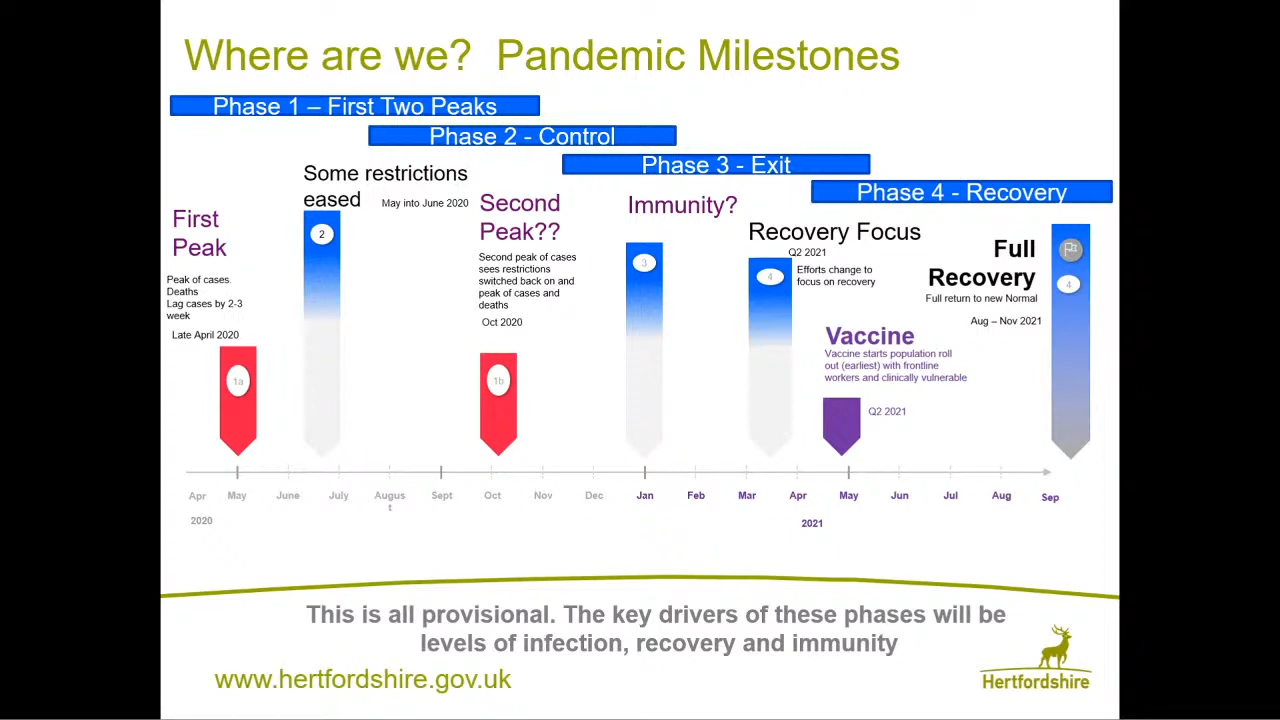 Where are we?  Pandemic Milestones
Phase 1 – First Two Peaks
Phase 2 - Control
Phase 3 - Exit
Phase 4 - Recovery
First
Peak
Peak of cases.
Deaths
Lag cases by 2-3
week
Late April 2020
1a
Some restrictions
eased
May into June 2020
2
Second
Peak??
Second peak of cases
sees restrictions
switched back on and
peak of cases and
deaths
Oct 2020
1b
Immunity?
3
Recovery Focus
Q2 2021
Efforts change to
focus on recovery
4
Vaccine
Vaccine starts population roll
out (earliest) with frontline
workers and clinically vulnerable
Q2 2021
Full
Recovery
Full return to new Normal
Aug – Nov 2021
4
Apr May June July Augus
t Sept Oct Nov Dec Jan Feb Mar Apr May Jun Jul Aug Sep
2020 2021
This is all provisional. The key drivers of these phases will be
levels of infection, recovery and immunity
www.hertfordshire.gov.uk
Hertfordshire